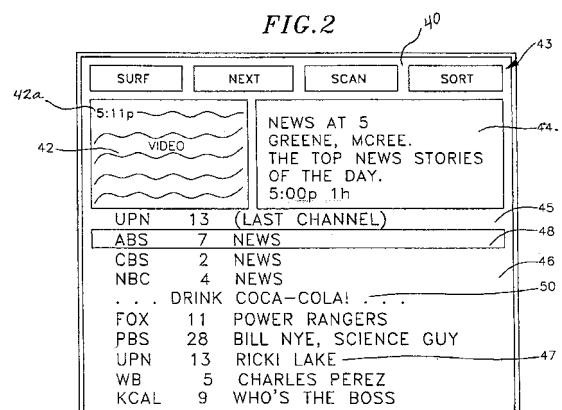 FIG.2
40
43
SURF NEXT SCAN SORT
42a
5:11p
42
VIDEO
NEWS AT 5
GREENE, MCREE.
THE TOP NEWS STORIES
OF THE DAY.
5:00p 1h
44.
UPN 13 (LAST CHANNEL)
45
ABS 7 NEWS
48
CBS 2 NEWS
46
NBC 4 NEWS
. . . DRINK COCA-COLA! . . .
50
FOX 11 POWER RANGERS
PBS 28 BILL NYE, SCIENCE GUY
UPN 13 RICKI LAKE
47
WB 5 CHARLES PEREZ
KCAL 9 WHO'S THE BOSS